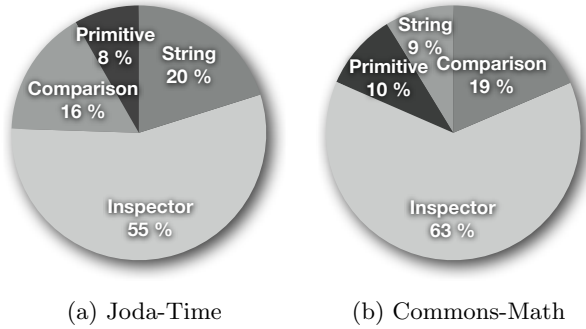 Primitive
8 %
String
20 %
Comparison
16 %
Inspector
55 %
(a) Joda-Time
String
9 %
Comparison
19 %
Primitive
10 %
Inspector
63 %
(b) Commons-Math